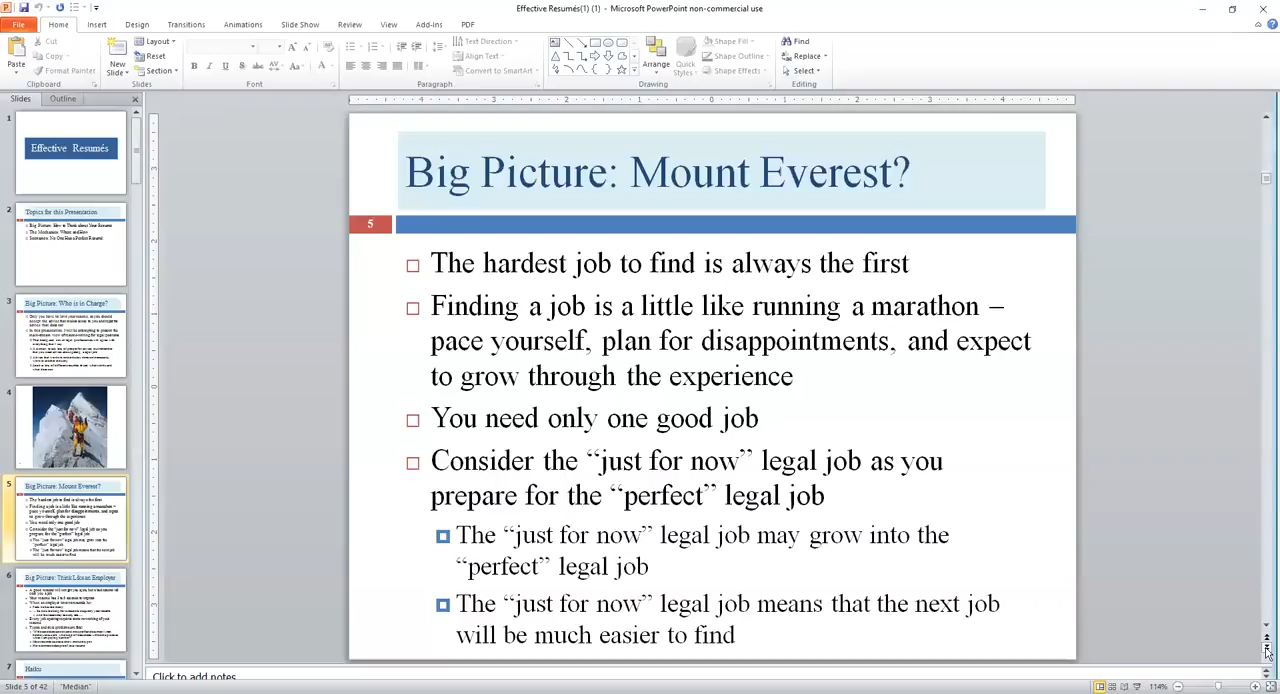 Effective Resumés(1) (1) - Microsoft PowerPoint non-commercial use
File Home Insert Design Transitions Animations Slide Show Review View Add-Ins PDF
Paste
Cut
Copy
Format Painter
Clipboard
New Slide
Layout
Reset
Section
Slides
Font
Text Direction
Align Text
Convert to SmartArt
Paragraph
Arrange
Quick Styles
Shape Fill
Shape Outline
Shape Effects
Drawing
Find
Replace
Select
Editing
Slides Outline
1
Effective Resumés
2
Topics for this Presentation
3
Big Picture: Who is in Charge?
4
5
Big Picture: Mount Everest?
6
Big Picture: Think Like an Employer
7
Haiku
Big Picture: Mount Everest?
5
The hardest job to find is always the first
Finding a job is a little like running a marathon –
pace yourself, plan for disappointments, and expect
to grow through the experience
You need only one good job
Consider the “just for now” legal job as you
prepare for the “perfect” legal job
The “just for now” legal job may grow into the
“perfect” legal job
The “just for now” legal job means that the next job
will be much easier to find
Click to add notes
Slide 5 of 42 "Median" 114%